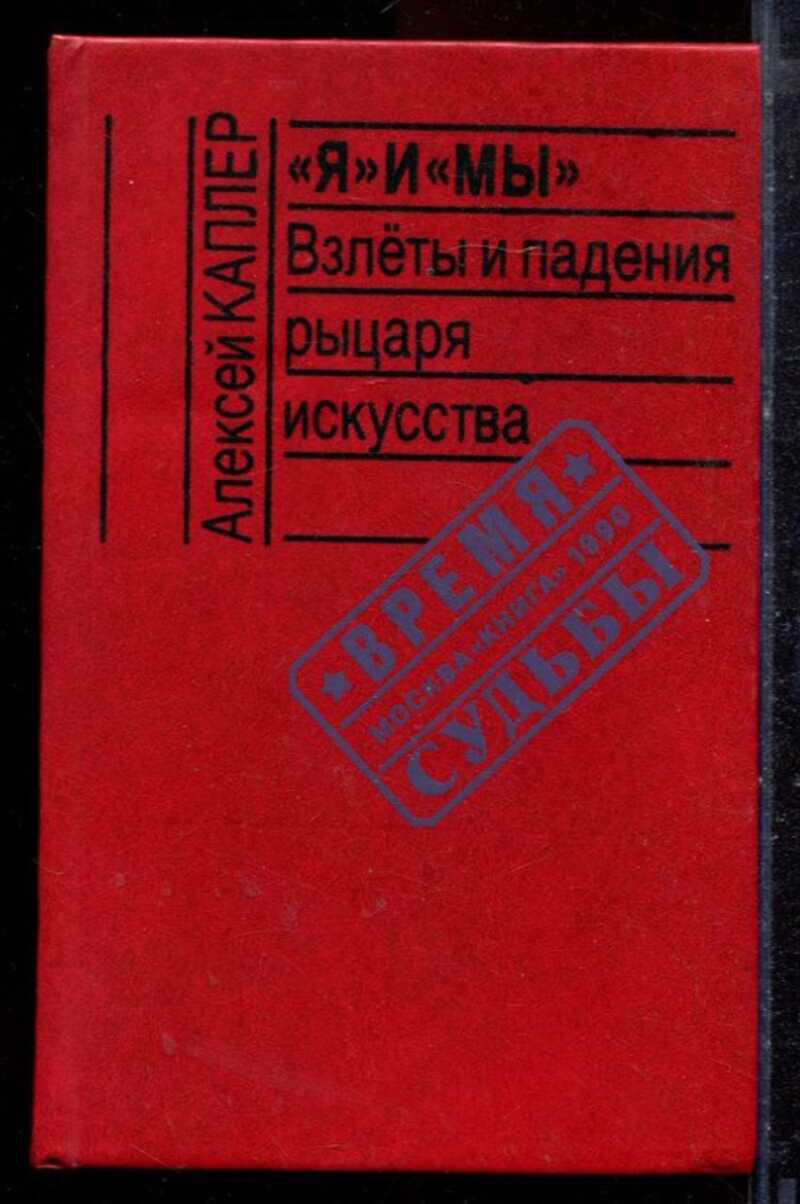 Алексей КАПЛЕР
«Я» И «МЫ»
Взлёты и падения
рыцаря
искусства
★ ВРЕМЯ ★
МОСКВА «КНИГА» 1990
СУДЬБЫ